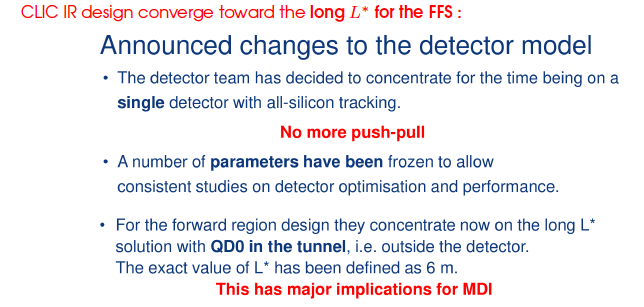 CLIC IR design converge toward the long L* for the FFS :
Announced changes to the detector model
• The detector team has decided to concentrate for the time being on a
single detector with all-silicon tracking.
No more push-pull
• A number of parameters have been frozen to allow
consistent studies on detector optimisation and performance.
• For the forward region design they concentrate now on the long L*
solution with QD0 in the tunnel, i.e. outside the detector.
The exact value of L* has been defined as 6 m.
This has major implications for MDI